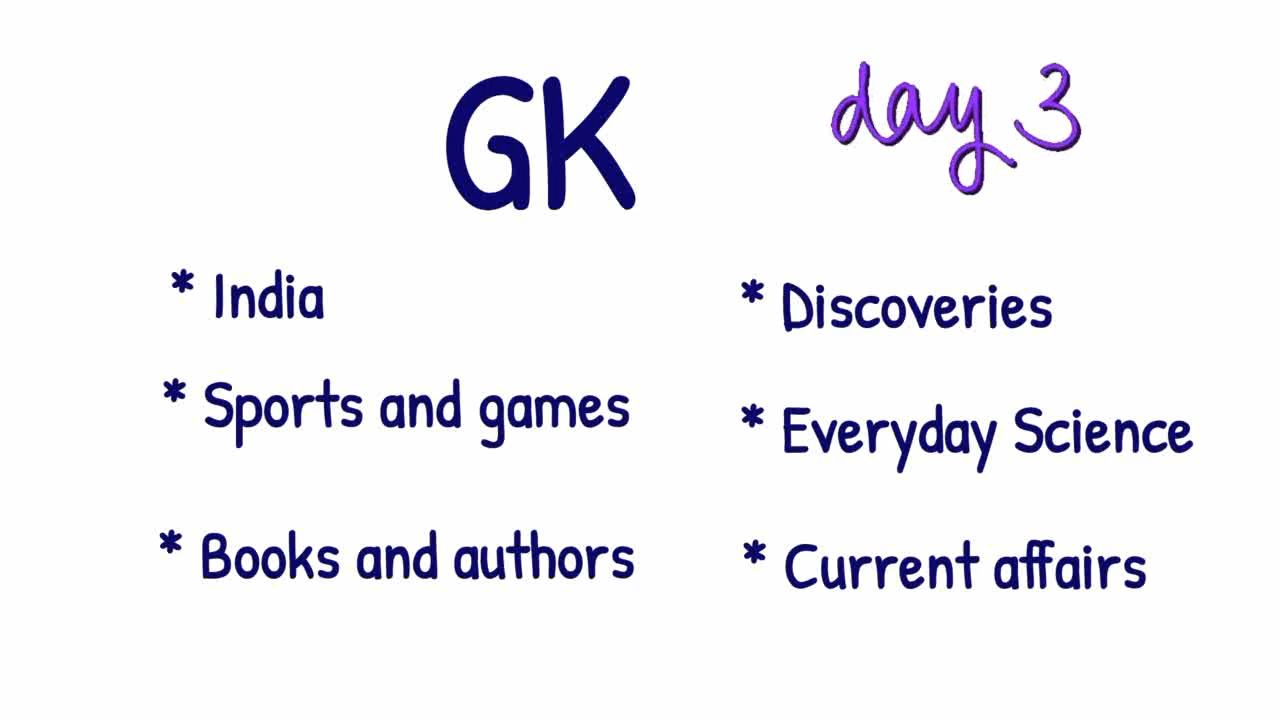 GK
day 3
* India
* Sports and games
* Books and authors
* Discoveries
* Everyday Science
* Current affairs